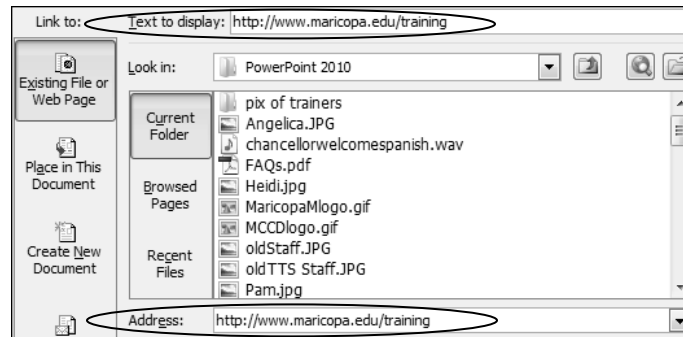 Link to:
Text to display: http://www.maricopa.edu/training
Existing File or
Web Page
Place in This
Document
Create New
Document
Look in: PowerPoint 2010
Current
Folder
Browsed
Pages
Recent
Files
pix of trainers
Angelica.JPG
chancellorwelcomespanish.wav
FAQs.pdf
Heidi.jpg
MaricopaMlogo.gif
MCCDlogo.gif
oldStaff.JPG
oldTTS Staff.JPG
Pam.jpg
Address: http://www.maricopa.edu/training